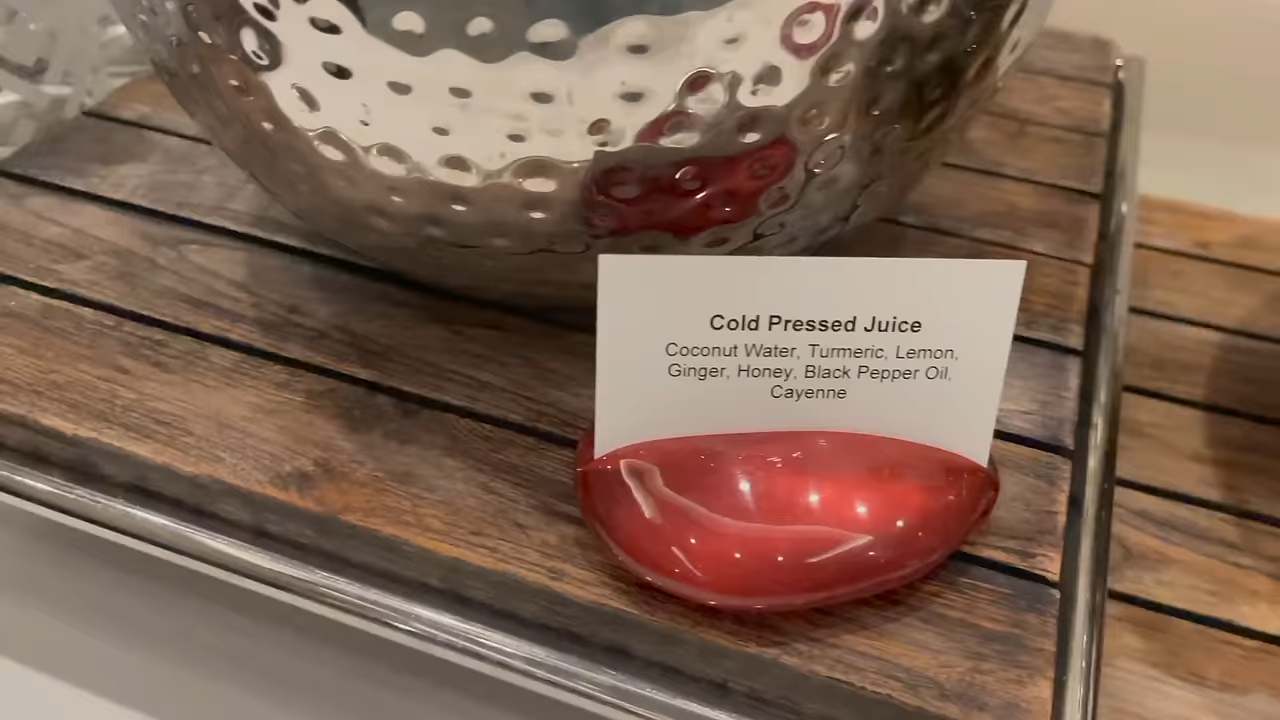 Cold Pressed Juice
Coconut Water, Turmeric, Lemon,
Ginger, Honey, Black Pepper Oil,
Cayenne